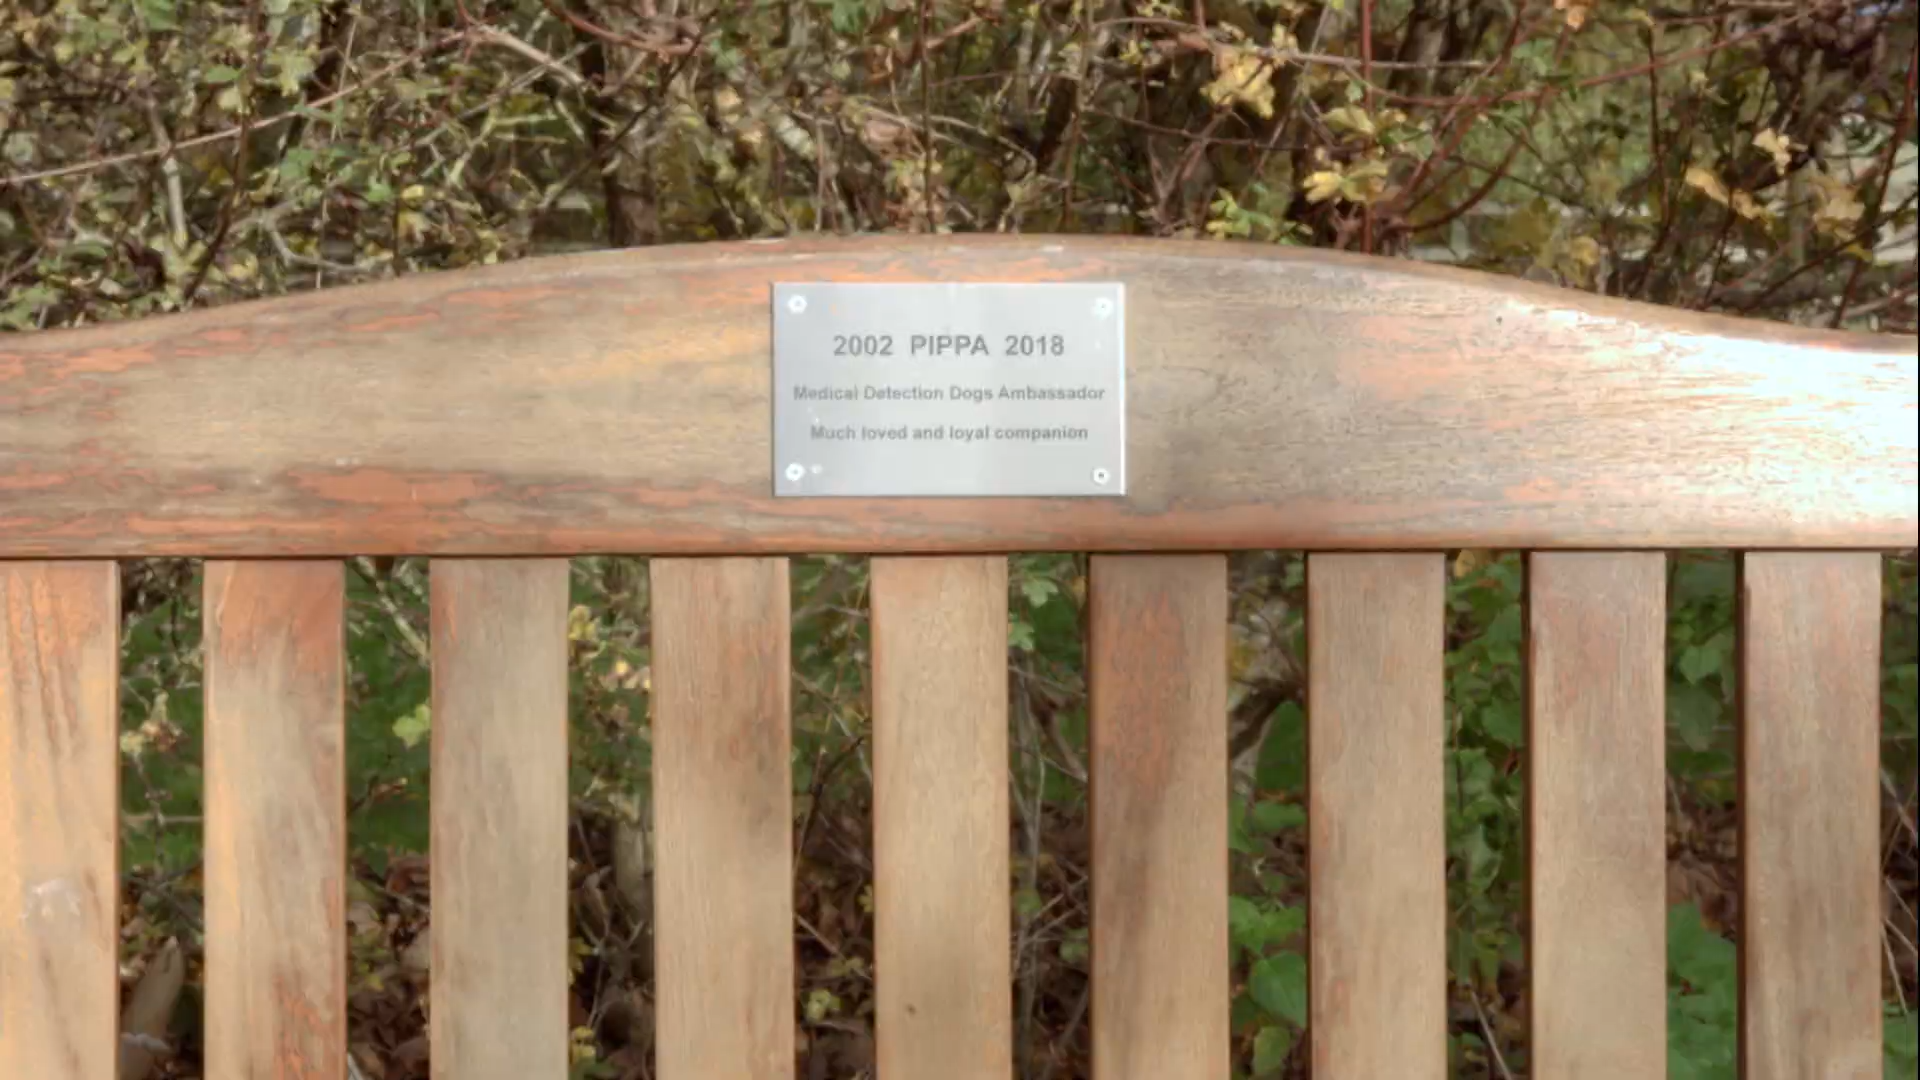 2002 PIPPA 2018
Medical Detection Dogs Ambassador
Much loved and loyal companion